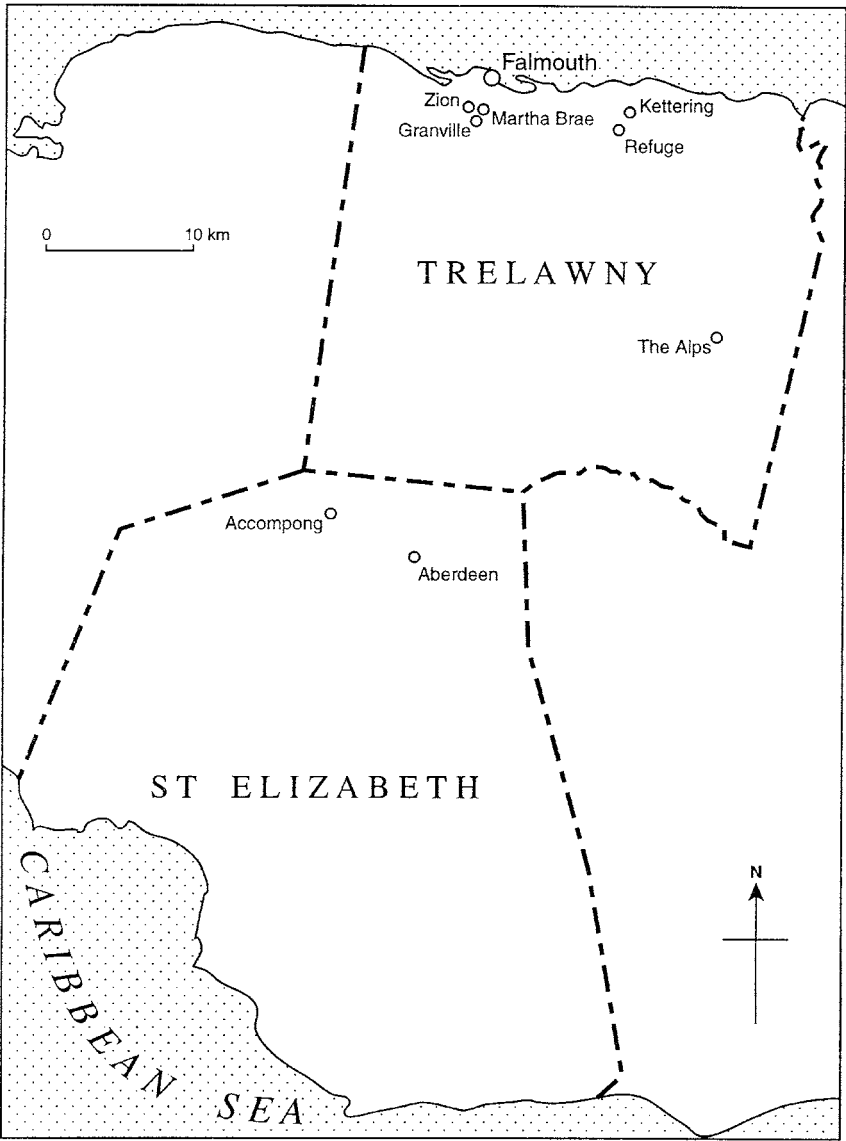 Falmouth
Zion
Martha Brae
Granville
Kettering
Refuge
0 10 km
TRELAWNY
The Alps
Accompong
Aberdeen
ST ELIZABETH
N
CARIBBEAN SEA